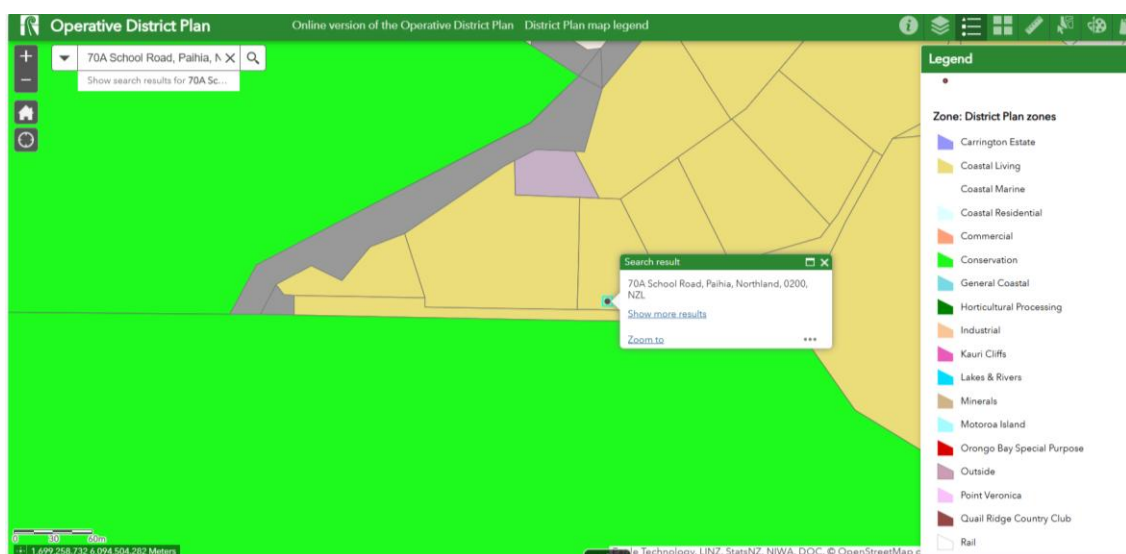 Operative District Plan
Online version of the Operative District Plan District Plan map legend
70A School Road, Paihia, N
Show search results for 70A Sc...
Legend
Zone: District Plan zones
Carrington Estate
Coastal Living
Coastal Marine
Coastal Residential
Commercial
Conservation
General Coastal
Horticultural Processing
Industrial
Kauri Cliffs
Lakes & Rivers
Minerals
Motoroa Island
Orongo Bay Special Purpose
Outside
Point Veronica
Quail Ridge Country Club
Rail
Search result
70A School Road, Paihia, Northland, 0200,
NZL
Show more results
Zoom to
0 30 60m
1,699,258.732 6,094,504.282 Meters
Technology, LINZ, StatsNZ, NIWA, DOC, © OpenStreetMap